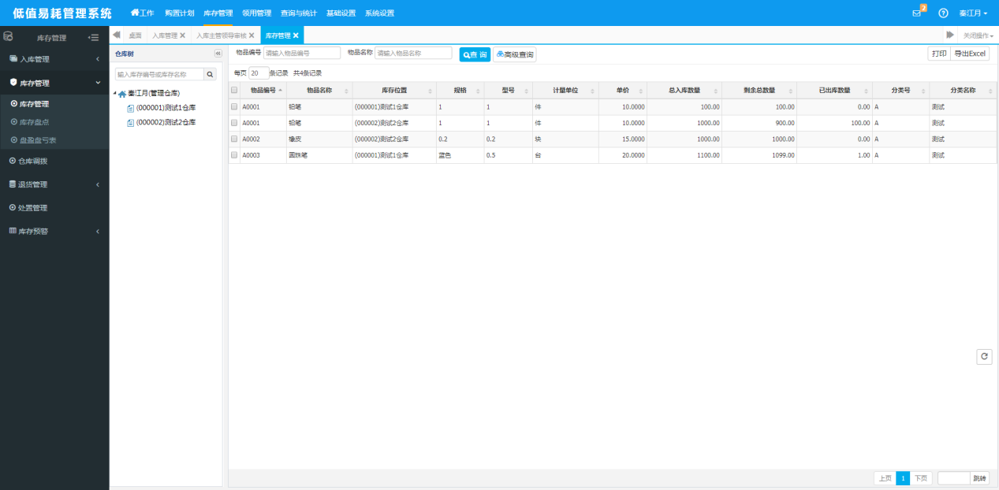 低值易耗管理系统 工作 购置计划 库存管理 领用管理 查询与统计 基础设置 系统设置 2 秦江月
库存管理
桌面 入库管理 入库主管领导审核 库存管理 关闭操作
入库管理
库存管理
库存管理
库存盘点
盘盈盘亏表
仓库调拨
退货管理
处置管理
库存预警
仓库树
输入库存编号或库存名称
秦江月(管理仓库)
(000001)测试1仓库
(000002)测试2仓库
物品编号 请输入物品编号 物品名称 请输入物品名称 查 询 高级查询 打印 导出Excel
每页 20 条记录 共4条记录
物品编号 物品名称 库存位置 规格 型号 计量单位 单价 总入库数量 剩余总数量 已出库数量 分类号 分类名称
A0001 铅笔 (000001)测试1仓库 1 1 件 10.0000 100.00 100.00 0.00 A 测试
A0001 铅笔 (000002)测试2仓库 1 1 件 10.0000 1000.00 900.00 100.00 A 测试
A0002 橡皮 (000002)测试2仓库 0.2 0.2 块 15.0000 1000.00 1000.00 0.00 A 测试
A0003 圆珠笔 (000001)测试1仓库 蓝色 0.5 台 20.0000 1100.00 1099.00 1.00 A 测试
上页 1 下页 跳转